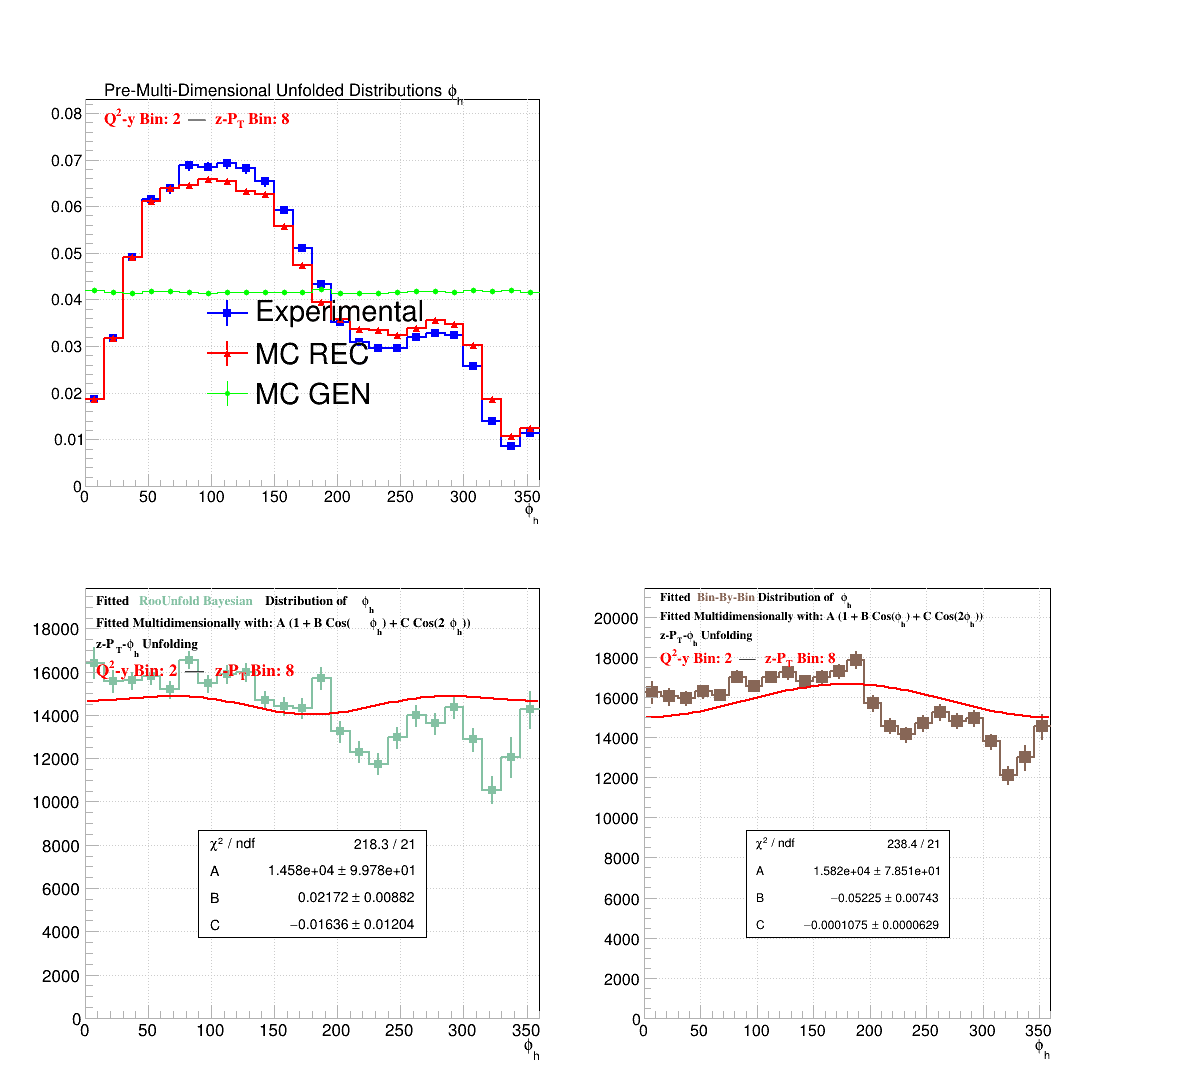 Pre-Multi-Dimensional Unfolded Distributions ϕh
Q2-y Bin: 2 — z-PT Bin: 8
0.08
0.07
0.06
0.05
0.04
0.03
0.02
0.01
0
Experimental
MC REC
MC GEN
0 50 100 150 200 250 300 350
ϕh
Fitted RooUnfold Bayesian Distribution of ϕh
Fitted Multidimensionally with: A (1 + B Cos( ϕh) + C Cos(2 ϕh))
z-PT-ϕh Unfolding
Q2-y Bin: 2 — z-PT Bin: 8
18000
16000
14000
12000
10000
8000
6000
4000
2000
0
χ2 / ndf 218.3 / 21
A 1.458e+04 ± 9.978e+01
B 0.02172 ± 0.00882
C −0.01636 ± 0.01204
0 50 100 150 200 250 300 350
ϕh
Fitted Bin-By-Bin Distribution of ϕh
Fitted Multidimensionally with: A (1 + B Cos(ϕh) + C Cos(2ϕh))
z-PT-ϕh Unfolding
Q2-y Bin: 2 — z-PT Bin: 8
20000
18000
16000
14000
12000
10000
8000
6000
4000
2000
0
χ2 / ndf 238.4 / 21
A 1.582e+04 ± 7.851e+01
B −0.05225 ± 0.00743
C −0.0001075 ± 0.0000629
0 50 100 150 200 250 300 350
ϕh